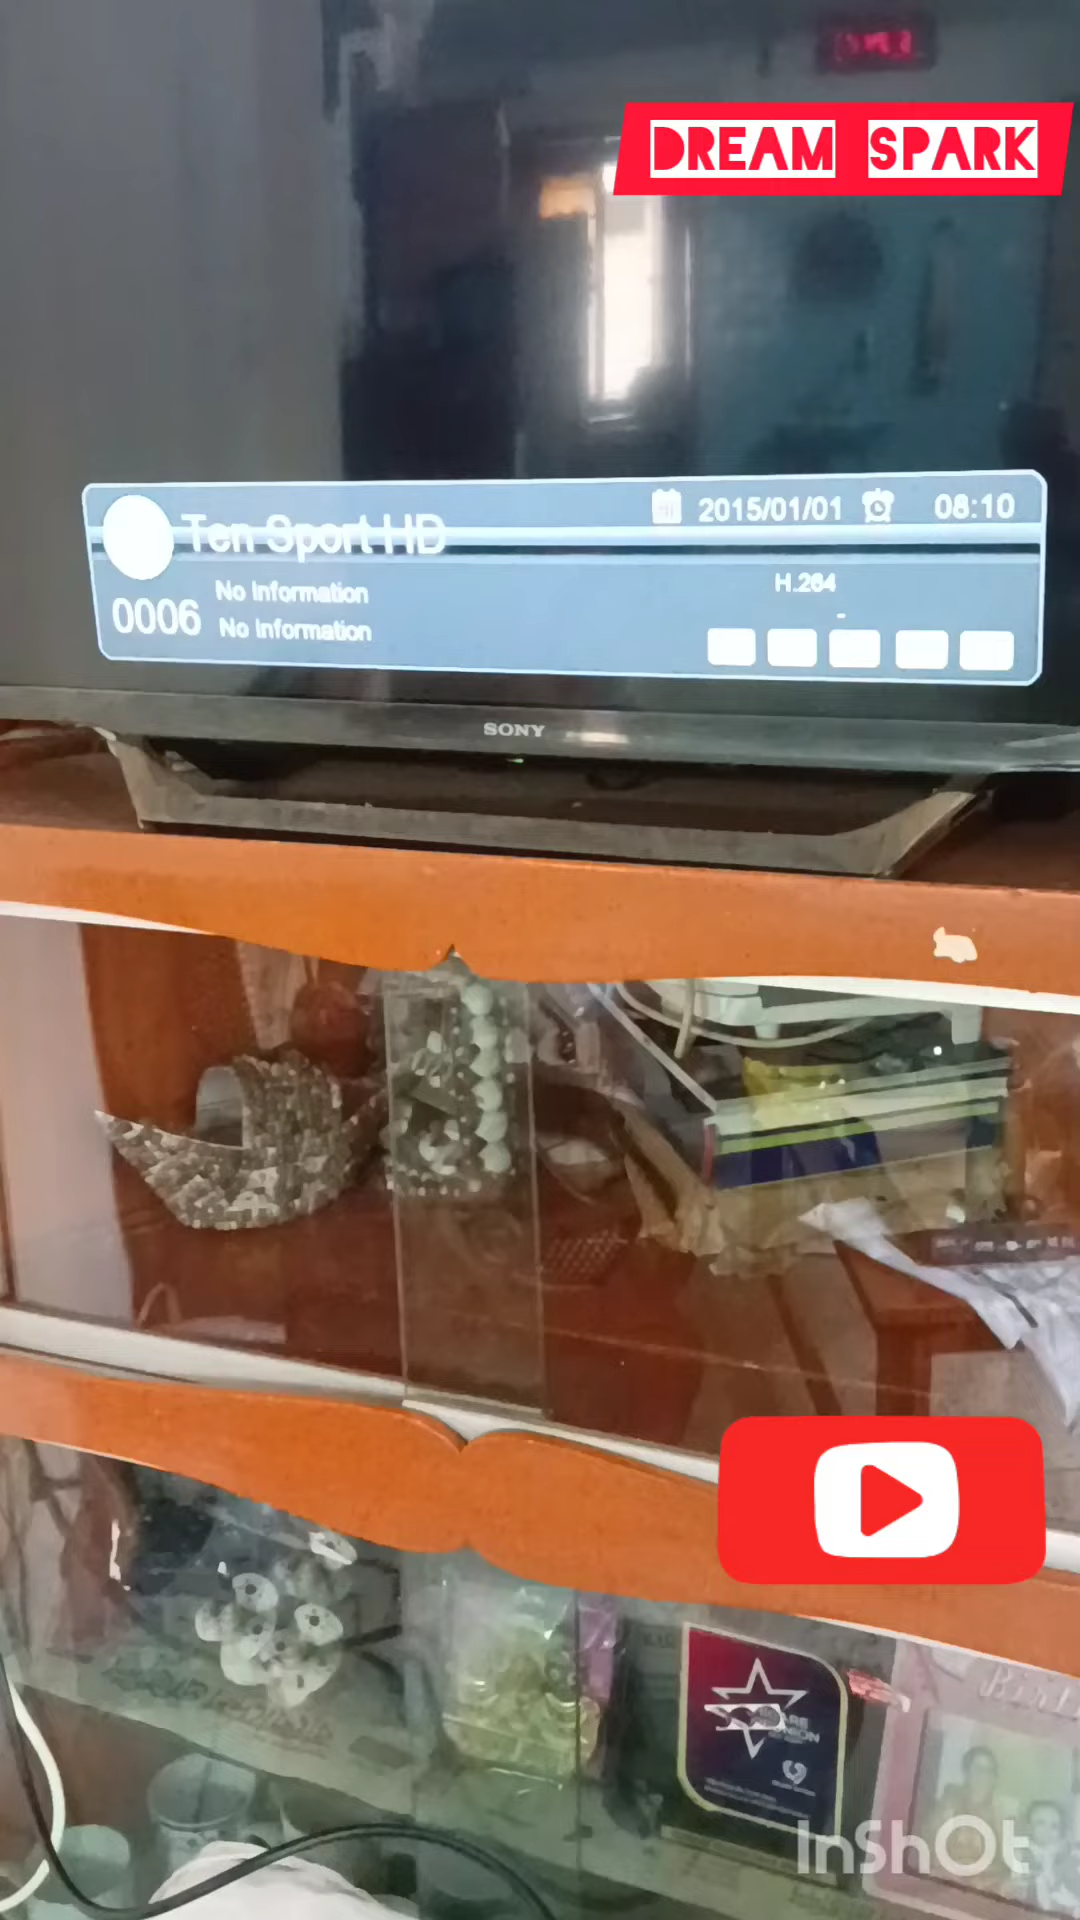 DREAM SPARK
2015/01/01 08:10
Ten Sport HD
No Information
H.264
0006
No Information
-
SONY
InShOt